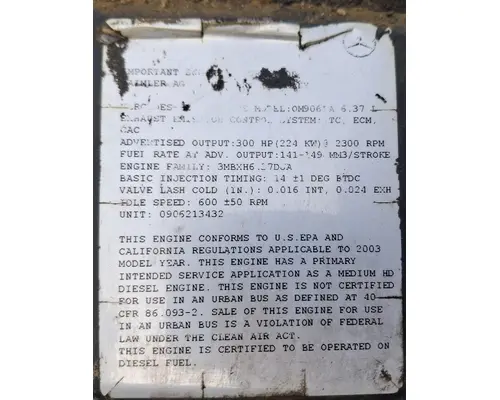 IMPORTANT
DAIMLER AG
MODEL:OM906LA 6.37 L
EXHAUST EMISSION CONTROL SYSTEM: TC, ECM,
CAC
ADVERTISED OUTPUT:300 HP(224 KW)@ 2300 RPM
FUEL RATE AT ADV. OUTPUT:141-149 MM3/STROKE
ENGINE FAMILY: 3MBXH6.37DJA
BASIC INJECTION TIMING: 14 ±1 DEG BTDC
VALVE LASH COLD (IN.): 0.016 INT, 0.024 EXH
IDLE SPEED: 600 ±50 RPM
UNIT: 0906213432
THIS ENGINE CONFORMS TO U.S.EPA AND
CALIFORNIA REGULATIONS APPLICABLE TO 2003
MODEL YEAR. THIS ENGINE HAS A PRIMARY
INTENDED SERVICE APPLICATION AS A MEDIUM HD
DIESEL ENGINE. THIS ENGINE IS NOT CERTIFIED
FOR USE IN AN URBAN BUS AS DEFINED AT 40
CFR 86.093-2. SALE OF THIS ENGINE FOR USE
IN AN URBAN BUS IS A VIOLATION OF FEDERAL
LAW UNDER THE CLEAN AIR ACT.
THIS ENGINE IS CERTIFIED TO BE OPERATED ON
DIESEL FUEL.